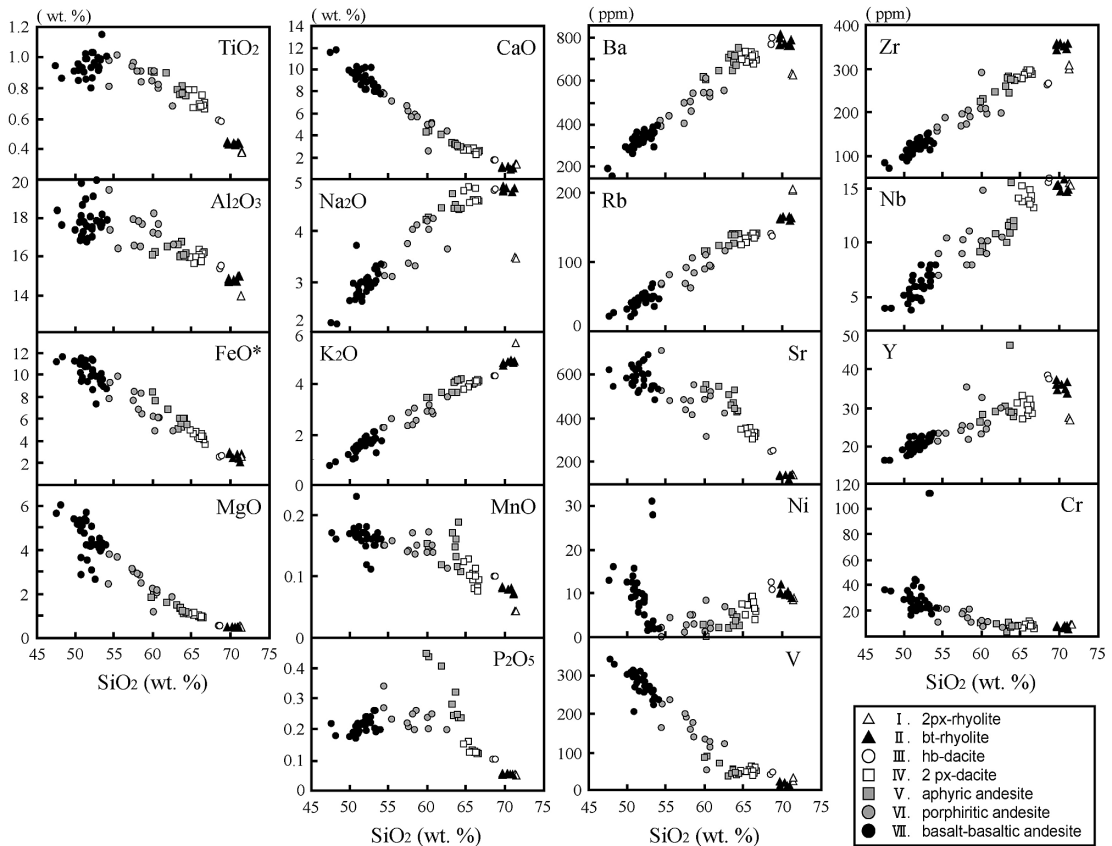 ( wt. %)
TiO2
1.2
1.0
0.8
0.6
0.4
Al2O3
20
18
16
14
FeO*
12
10
8
6
4
2
MgO
6
4
2
0
45 50 55 60 65 70 75
SiO2 (wt. %)
( wt. %)
CaO
14
12
10
8
6
4
2
Na2O
5
4
3
2
K2O
6
4
2
0
MnO
0.2
0.1
0
P2O5
0.4
0.3
0.2
0.1
0
45 50 55 60 65 70 75
SiO2 (wt. %)
( ppm)
Ba
800
600
400
200
Rb
200
100
0
Sr
600
400
300
100
Ni
30
20
10
0
V
300
200
100
0
45 50 55 60 65 70 75
SiO2 (wt. %)
( ppm)
Zr
400
300
200
100
Nb
15
10
5
Y
50
40
30
20
10
Cr
120
100
80
60
40
20
45 50 55 60 65 70 75
SiO2 (wt. %)
Ⅰ. 2px-rhyolite
Ⅱ. bt-rhyolite
Ⅲ. hb-dacite
Ⅳ. 2 px-dacite
Ⅴ. aphyric andesite
Ⅵ. porphiritic andesite
Ⅶ. basalt-basaltic andesite